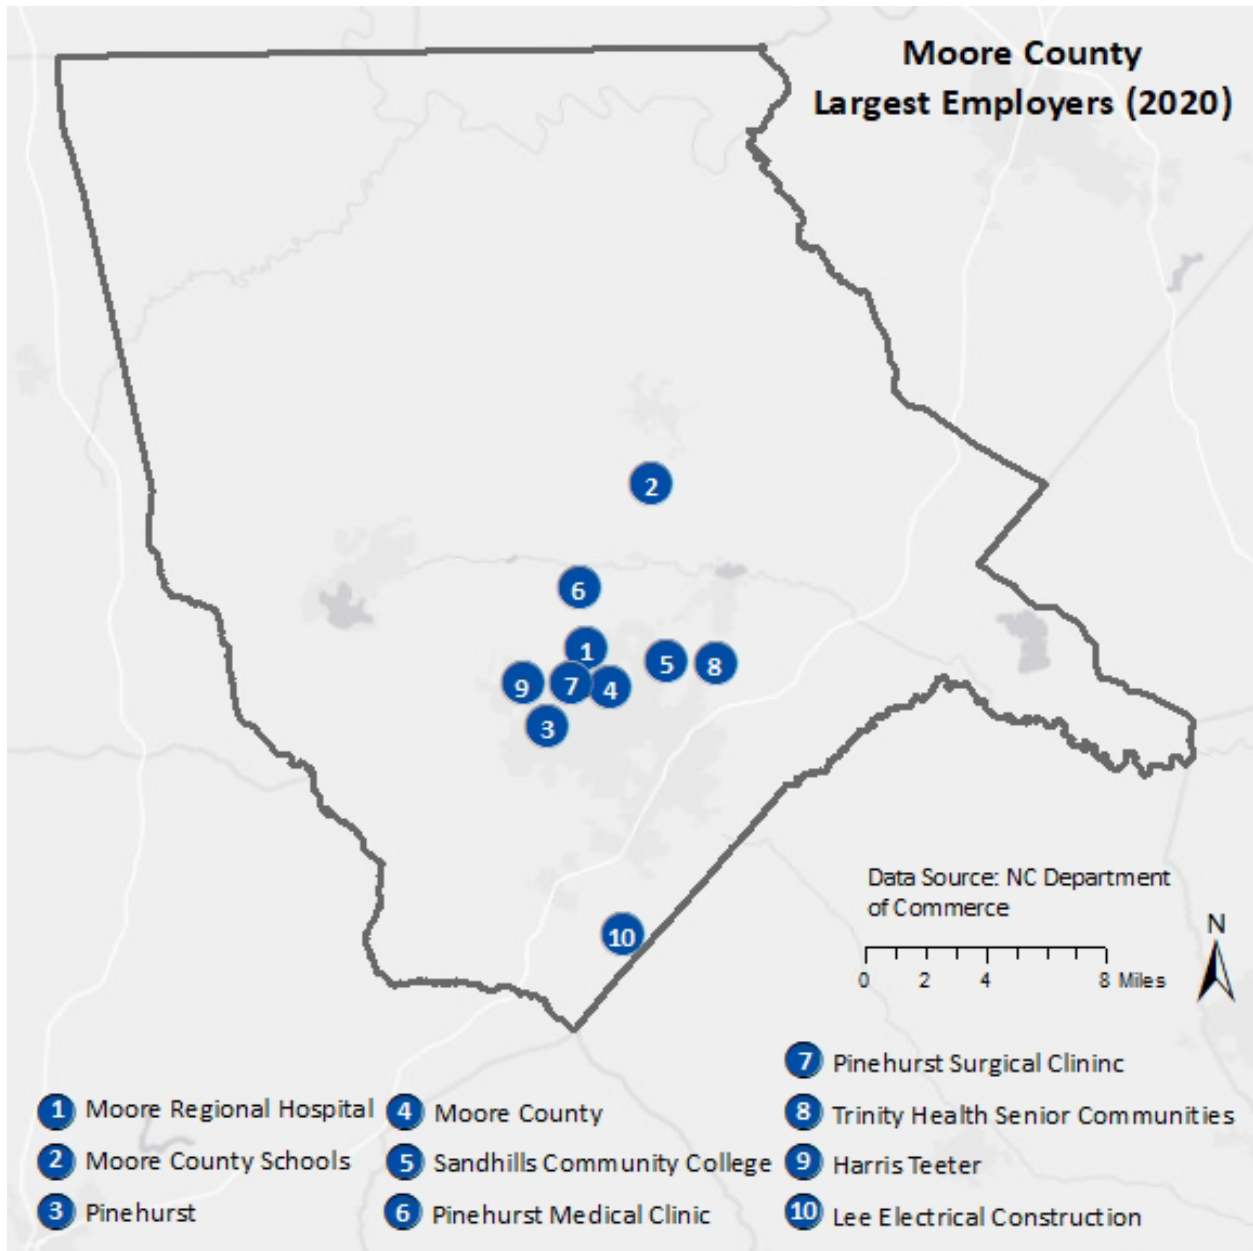 Moore County
Largest Employers (2020)
2
6
1
5
8
9
7
4
3
10
Data Source: NC Department
of Commerce
N
0 2 4 8 Miles
1 Moore Regional Hospital
2 Moore County Schools
3 Pinehurst
4 Moore County
5 Sandhills Community College
6 Pinehurst Medical Clinic
7 Pinehurst Surgical Clininc
8 Trinity Health Senior Communities
9 Harris Teeter
10 Lee Electrical Construction